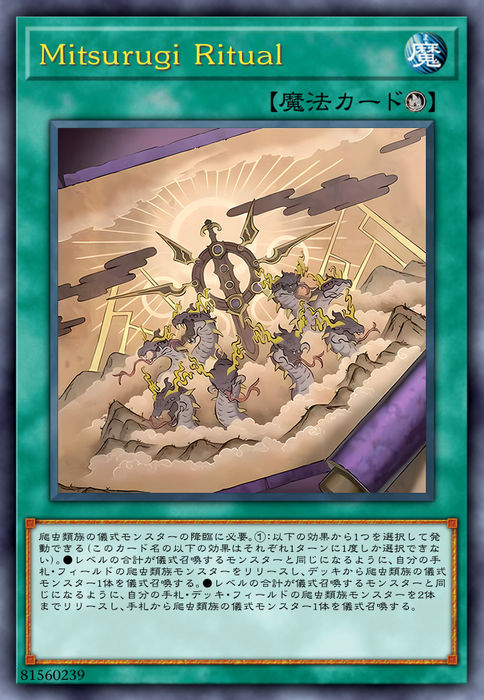 Mitsurugi Ritual
魔
【魔法カード】
爬虫類族の儀式モンスターの降臨に必要。①:以下の効果から1つを選択して発
動できる(このカード名の以下の効果はそれぞれ1ターンに1度しか選択できな
い)。●レベルの合計が儀式召喚するモンスターと同じになるように、自分の手
札・フィールドの爬虫類族モンスターをリリースし、デッキから爬虫類族の儀式
モンスター1体を儀式召喚する。●レベルの合計が儀式召喚するモンスターと同
じになるように、自分の手札・デッキ・フィールドの爬虫類族モンスターを2体
までリリースし、手札から爬虫類族の儀式モンスター1体を儀式召喚する。
81560239